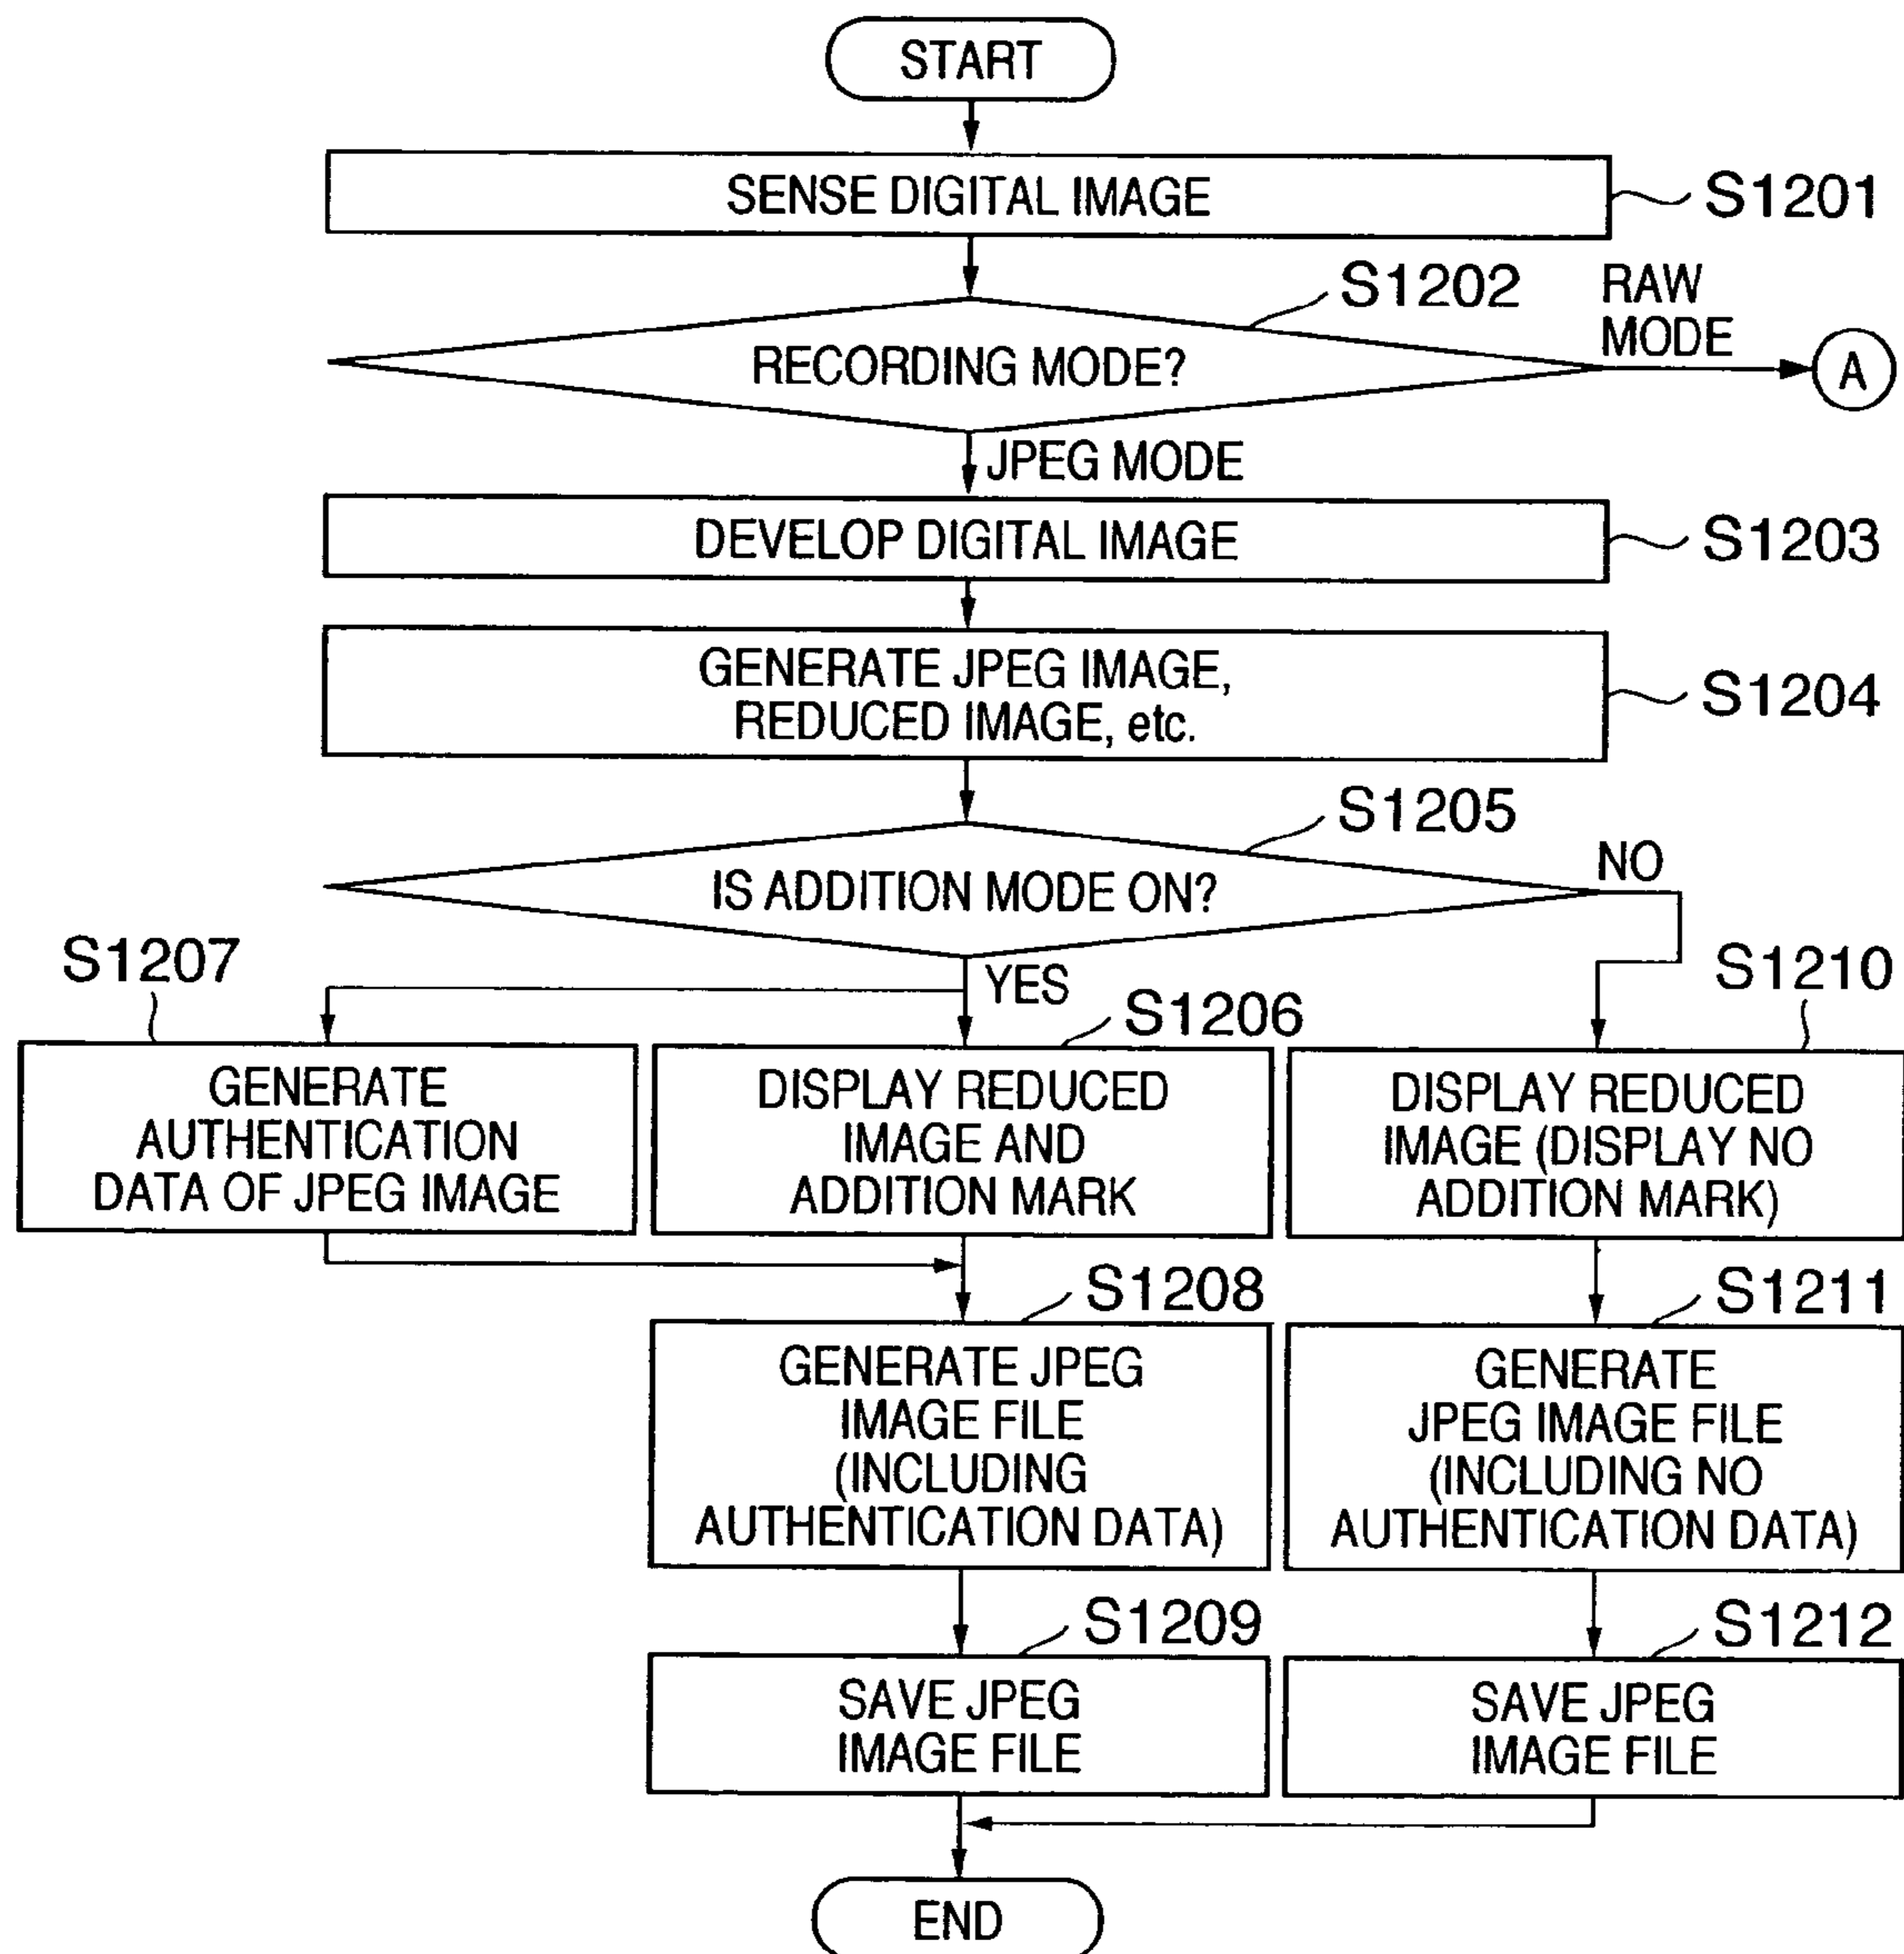 START
SENSE DIGITAL IMAGE
S1201
S1202
RAW
MODE
RECORDING MODE?
A
JPEG MODE
DEVELOP DIGITAL IMAGE
S1203
GENERATE JPEG IMAGE,
REDUCED IMAGE, etc.
S1204
S1205
IS ADDITION MODE ON?
NO
YES
S1207
GENERATE
AUTHENTICATION
DATA OF JPEG IMAGE
S1206
DISPLAY REDUCED
IMAGE AND
ADDITION MARK
S1210
DISPLAY REDUCED
IMAGE (DISPLAY NO
ADDITION MARK)
S1208
GENERATE JPEG
IMAGE FILE
(INCLUDING
AUTHENTICATION DATA)
S1211
GENERATE
JPEG IMAGE FILE
(INCLUDING NO
AUTHENTICATION DATA)
S1209
SAVE JPEG
IMAGE FILE
S1212
SAVE JPEG
IMAGE FILE
END